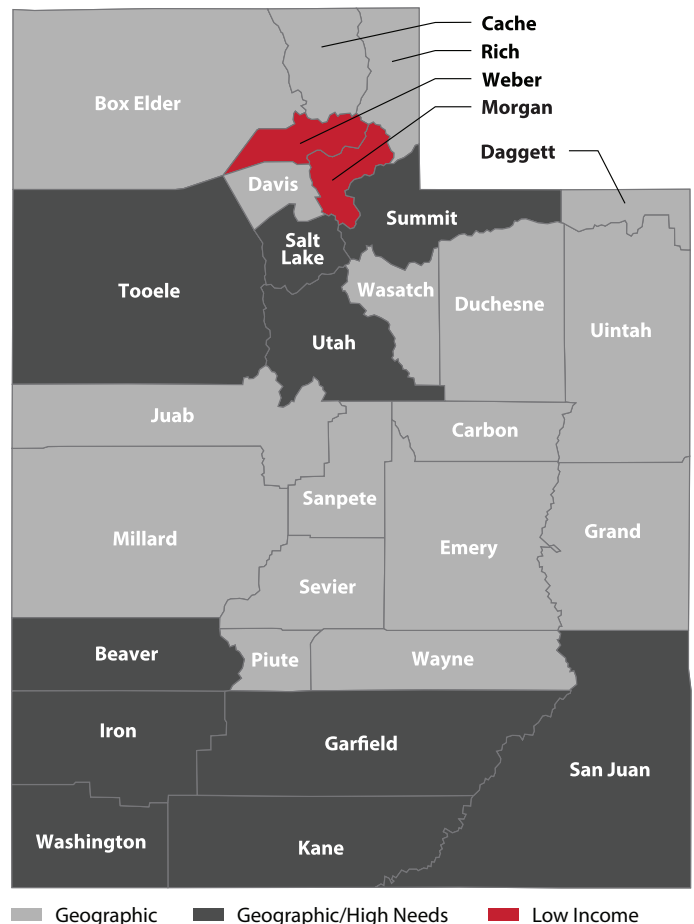 Cache
Rich
Weber
Morgan
Daggett
Box Elder
Davis
Summit
Salt
Lake
Tooele
Wasatch
Duchesne
Uintah
Utah
Juab
Carbon
Sanpete
Millard
Grand
Emery
Sevier
Beaver
Piute
Wayne
Iron
Garfield
San Juan
Washington
Kane
Geographic
Geographic/High Needs
Low Income